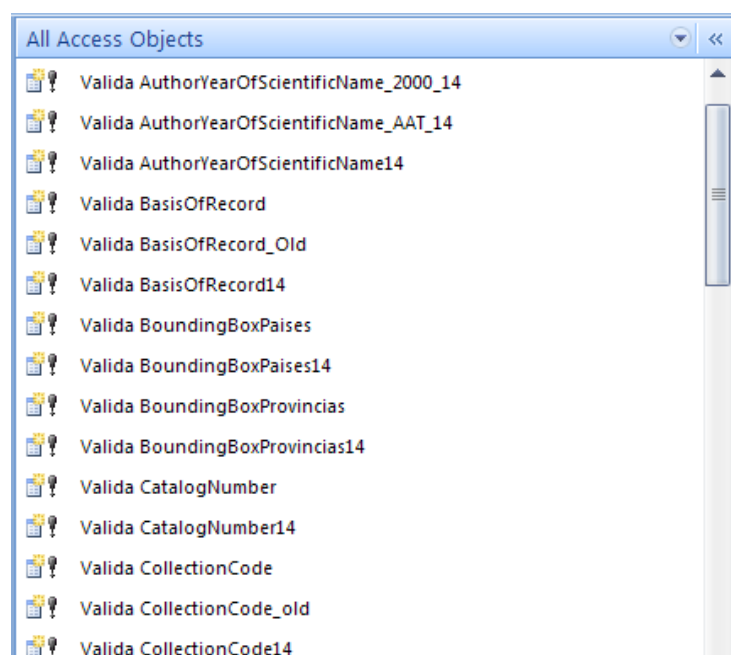 All Access Objects
Valida AuthorYearOfScientificName_2000_14
Valida AuthorYearOfScientificName_AAT_14
Valida AuthorYearOfScientificName14
Valida BasisOfRecord
Valida BasisOfRecord_Old
Valida BasisOfRecord14
Valida BoundingBoxPaises
Valida BoundingBoxPaises14
Valida BoundingBoxProvincias
Valida BoundingBoxProvincias14
Valida CatalogNumber
Valida CatalogNumber14
Valida CollectionCode
Valida CollectionCode_old
Valida CollectionCode14